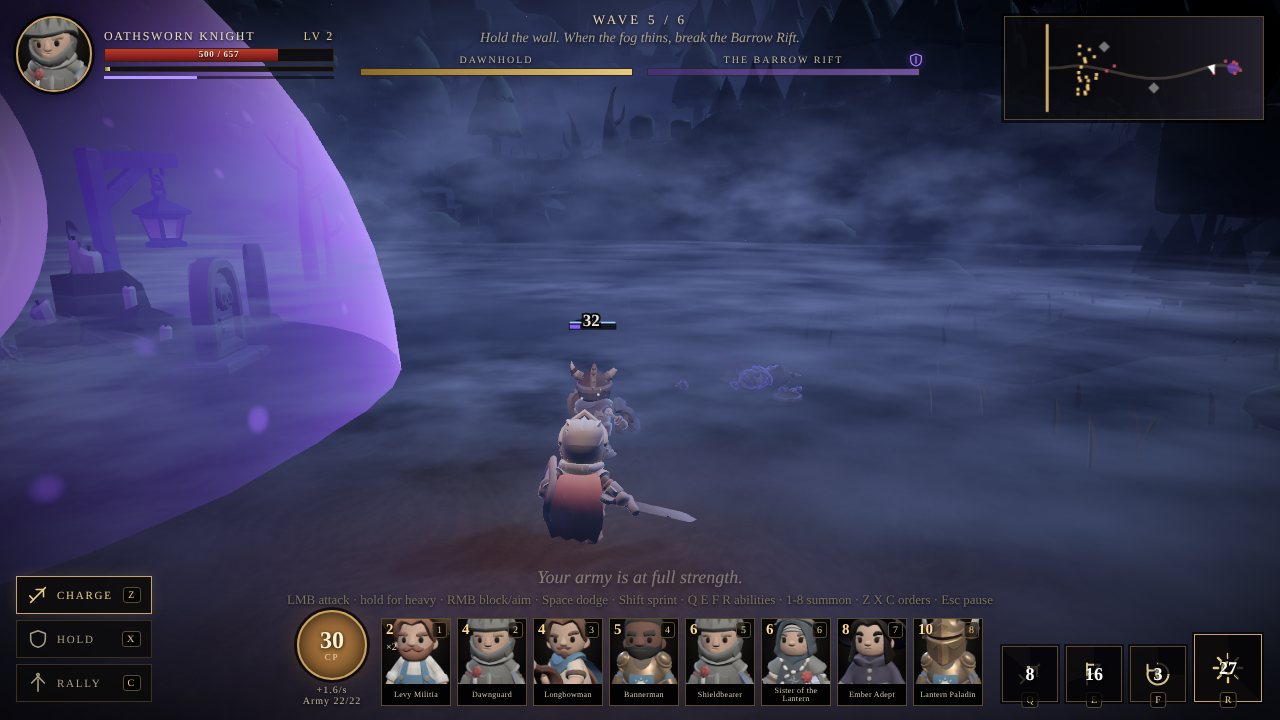 OATHSWORN KNIGHT LV 2
500 / 657
WAVE 5 / 6
Hold the wall. When the fog thins, break the Barrow Rift.
DAWNHOLD THE BARROW RIFT
32
Your army is at full strength.
LMB attack · hold for heavy · RMB block/aim · Space dodge · Shift sprint · Q E F R abilities · 1-8 summon · Z X C orders · Esc pause
CHARGE Z
HOLD X
RALLY C
30
CP
+1.6/s
Army 22/22
2 ×2 1
Levy Militia
4 2
Dawnguard
4 3
Longbowman
5 4
Bannerman
6 5
Shieldbearer
6 6
Sister of the
Lantern
8 7
Ember Adept
10 8
Lantern Paladin
8 Q
16 E
3 F
27 R